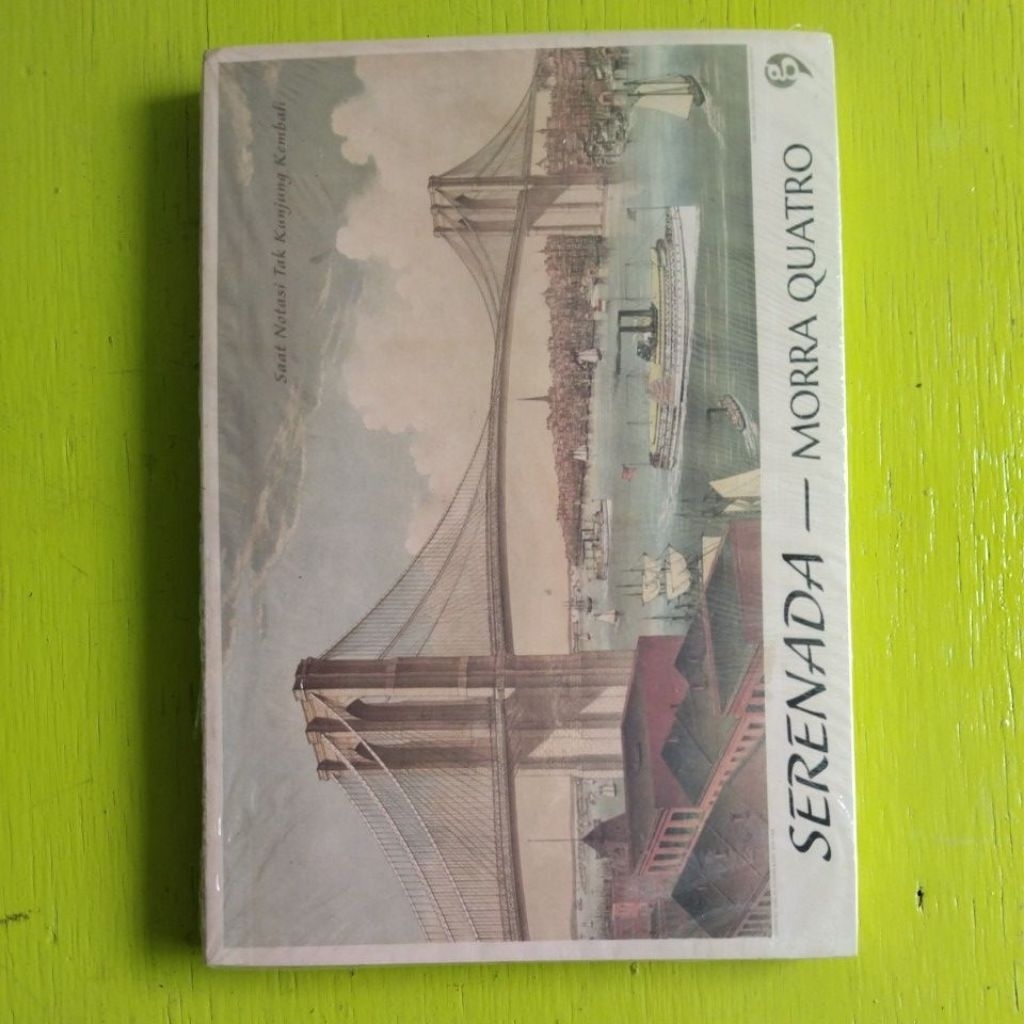 Saat Notasi Tak Kunjung Kembali
SERENADA — MORRA QUATRO
g